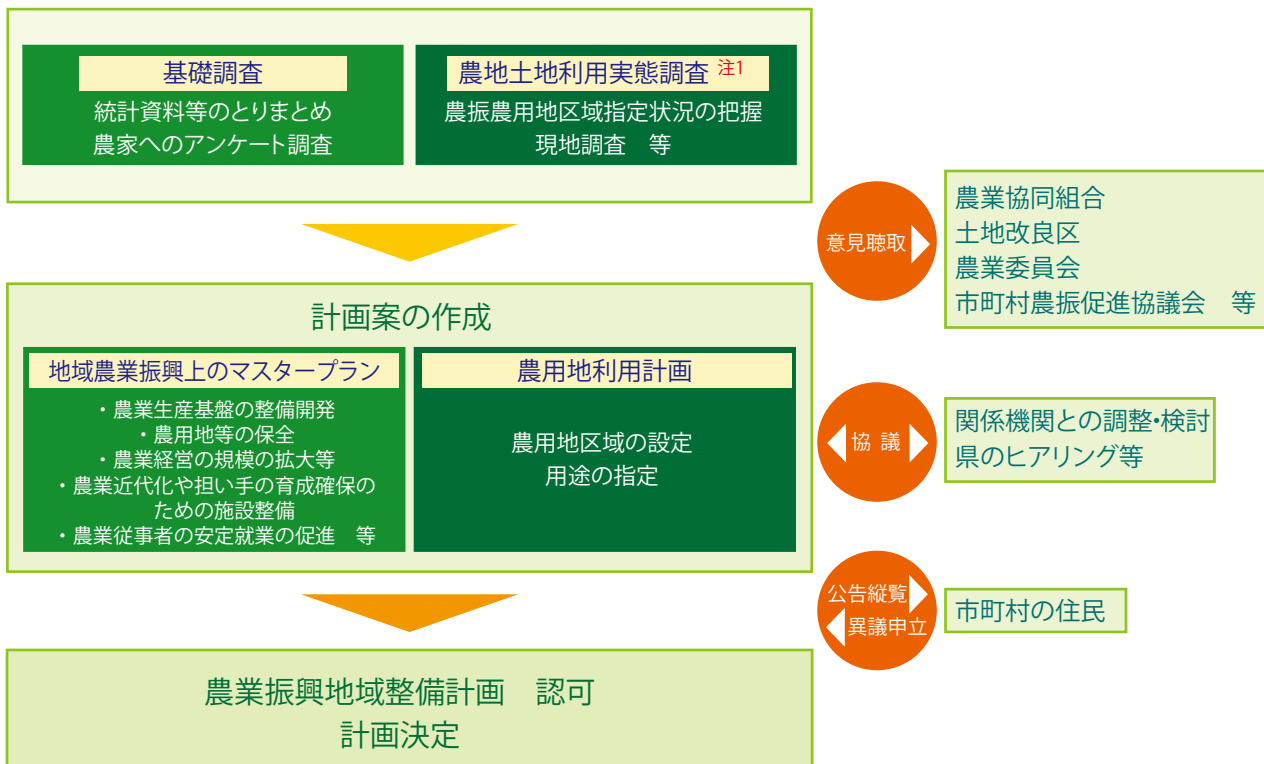 基礎調査
統計資料等のとりまとめ
農家へのアンケート調査
農地土地利用実態調査 注1
農振農用地区域指定状況の把握
現地調査　等
意見聴取
農業協同組合
土地改良区
農業委員会
市町村農振促進協議会　等
計画案の作成
地域農業振興上のマスタープラン
・農業生産基盤の整備開発
・農用地等の保全
・農業経営の規模の拡大等
・農業近代化や担い手の育成確保の
ための施設整備
・農業従事者の安定就業の促進　等
農用地利用計画
農用地区域の設定
用途の指定
協 議
関係機関との調整・検討
県のヒアリング等
公告縦覧
異議申立
市町村の住民
農業振興地域整備計画　認可
計画決定